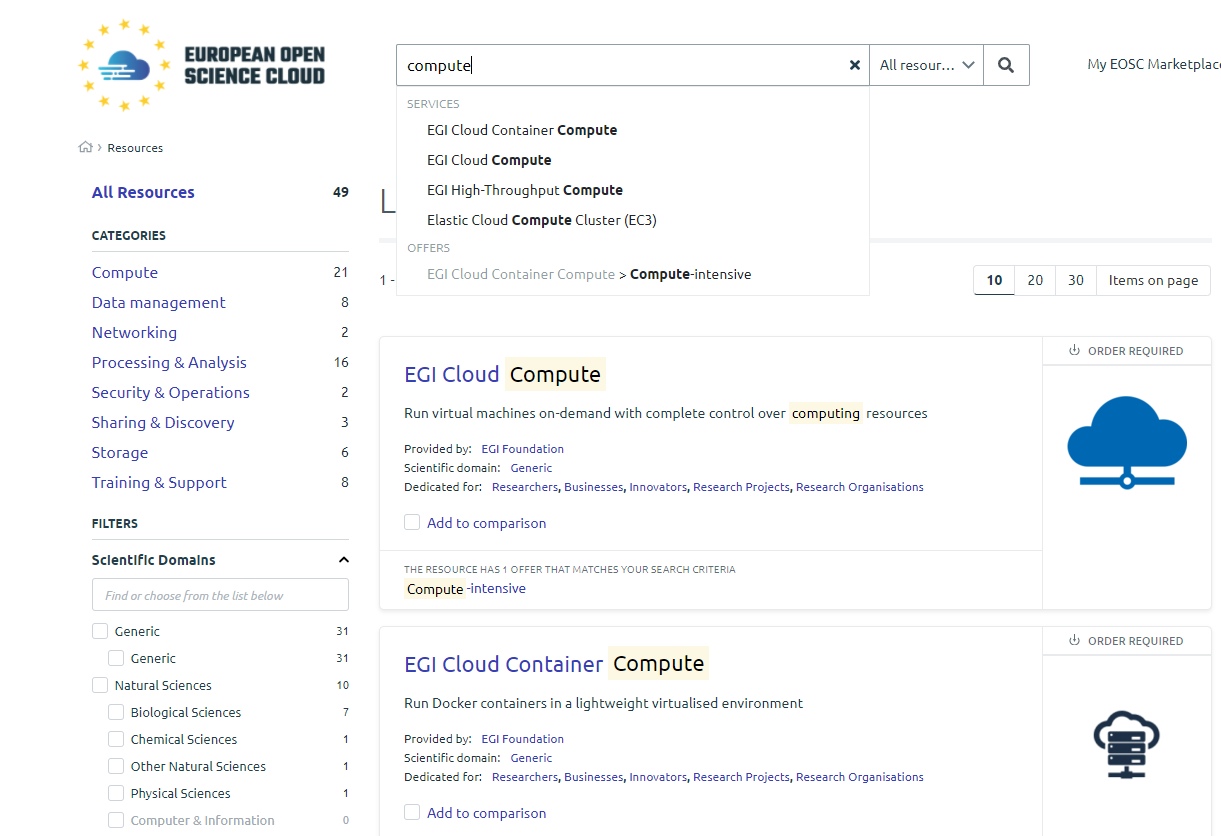 EUROPEAN OPEN
SCIENCE CLOUD
compute
All resour...
My EOSC Marketplace
SERVICES
EGI Cloud Container Compute
EGI Cloud Compute
EGI High-Throughput Compute
Elastic Cloud Compute Cluster (EC3)
OFFERS
EGI Cloud Container Compute > Compute-intensive
Resources
All Resources 49
CATEGORIES
Compute 21
Data management 8
Networking 2
Processing & Analysis 16
Security & Operations 2
Sharing & Discovery 3
Storage 6
Training & Support 8
FILTERS
Scientific Domains
Find or choose from the list below
Generic 31
Generic 31
Natural Sciences 10
Biological Sciences 7
Chemical Sciences 1
Other Natural Sciences 1
Physical Sciences 1
Computer & Information 0
L
1 -
10 20 30 Items on page
EGI Cloud Compute
Run virtual machines on-demand with complete control over computing resources
Provided by: EGI Foundation
Scientific domain: Generic
Dedicated for: Researchers, Businesses, Innovators, Research Projects, Research Organisations
Add to comparison
THE RESOURCE HAS 1 OFFER THAT MATCHES YOUR SEARCH CRITERIA
Compute-intensive
ORDER REQUIRED
EGI Cloud Container Compute
Run Docker containers in a lightweight virtualised environment
Provided by: EGI Foundation
Scientific domain: Generic
Dedicated for: Researchers, Businesses, Innovators, Research Projects, Research Organisations
Add to comparison
ORDER REQUIRED